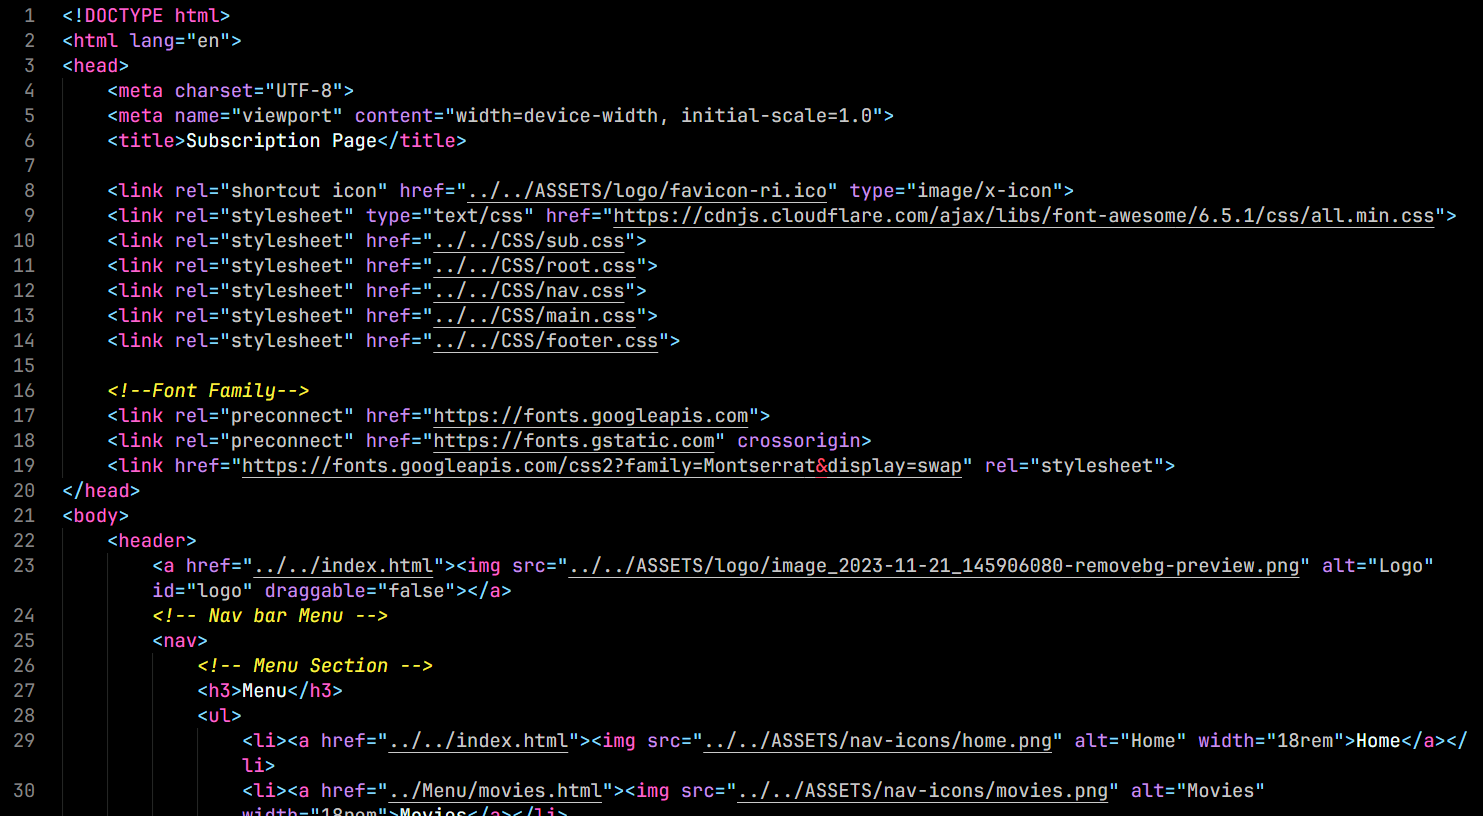 1 <!DOCTYPE html>
2 <html lang="en">
3 <head>
4 <meta charset="UTF-8">
5 <meta name="viewport" content="width=device-width, initial-scale=1.0">
6 <title>Subscription Page</title>
7
8 <link rel="shortcut icon" href="../../ASSETS/logo/favicon-ri.ico" type="image/x-icon">
9 <link rel="stylesheet" type="text/css" href="https://cdnjs.cloudflare.com/ajax/libs/font-awesome/6.5.1/css/all.min.css">
10 <link rel="stylesheet" href="../../CSS/sub.css">
11 <link rel="stylesheet" href="../../CSS/root.css">
12 <link rel="stylesheet" href="../../CSS/nav.css">
13 <link rel="stylesheet" href="../../CSS/main.css">
14 <link rel="stylesheet" href="../../CSS/footer.css">
15
16 <!--Font Family-->
17 <link rel="preconnect" href="https://fonts.googleapis.com">
18 <link rel="preconnect" href="https://fonts.gstatic.com" crossorigin>
19 <link href="https://fonts.googleapis.com/css2?family=Montserrat&display=swap" rel="stylesheet">
20 </head>
21 <body>
22 <header>
23 <a href="../../index.html"><img src="../../ASSETS/logo/image_2023-11-21_145906080-removebg-preview.png" alt="Logo"
id="logo" draggable="false"></a>
24 <!-- Nav bar Menu -->
25 <nav>
26 <!-- Menu Section -->
27 <h3>Menu</h3>
28 <ul>
29 <li><a href="../../index.html"><img src="../../ASSETS/nav-icons/home.png" alt="Home" width="18rem">Home</a></
li>
30 <li><a href="../Menu/movies.html"><img src="../../ASSETS/nav-icons/movies.png" alt="Movies"
width="18rem">Movies</a></li>